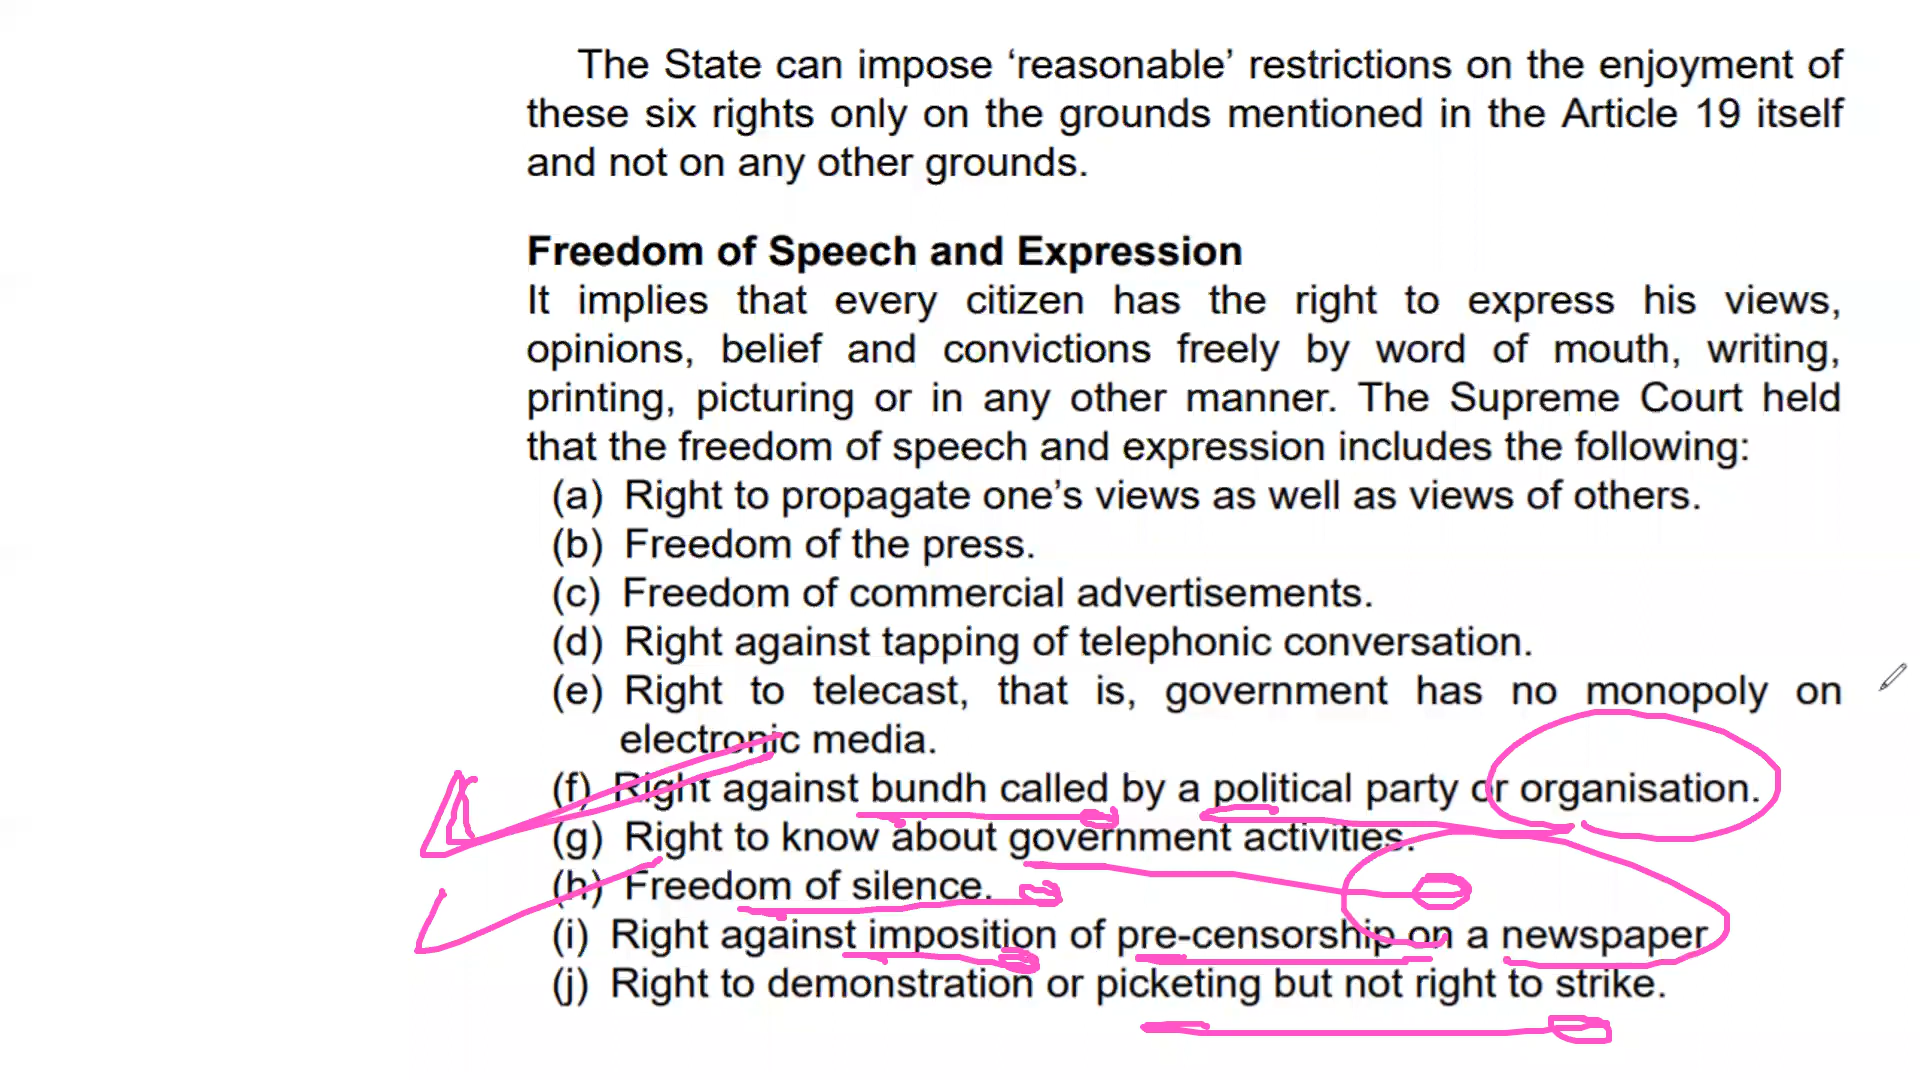 The State can impose ‘reasonable’ restrictions on the enjoyment of
these six rights only on the grounds mentioned in the Article 19 itself
and not on any other grounds.
Freedom of Speech and Expression
It implies that every citizen has the right to express his views,
opinions, belief and convictions freely by word of mouth, writing,
printing, picturing or in any other manner. The Supreme Court held
that the freedom of speech and expression includes the following:
(a) Right to propagate one’s views as well as views of others.
(b) Freedom of the press.
(c) Freedom of commercial advertisements.
(d) Right against tapping of telephonic conversation.
(e) Right to telecast, that is, government has no monopoly on
electronic media.
(f) Right against bundh called by a political party or organisation.
(g) Right to know about government activities.
(h) Freedom of silence.
(i) Right against imposition of pre-censorship on a newspaper
(j) Right to demonstration or picketing but not right to strike.